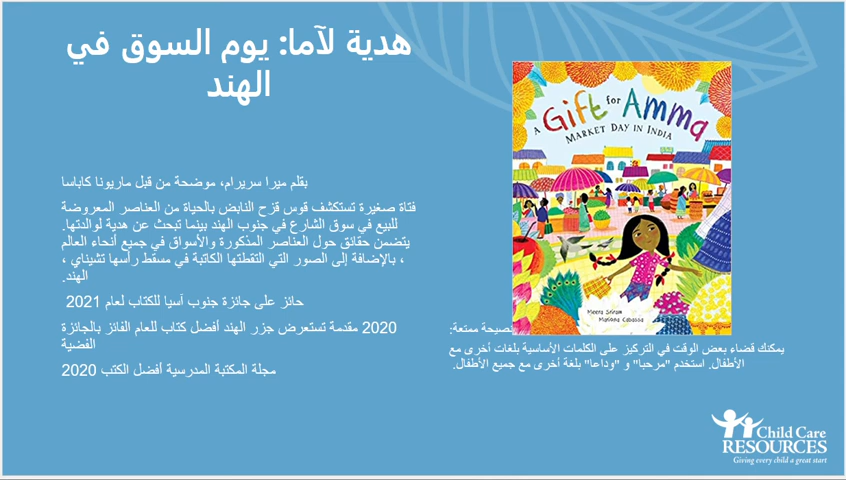 هدية لآما: يوم السوق في
الهند
بقلم ميرا سريرام، موضحة من قبل ماريونا كاباسا
فتاة صغيرة تستكشف قوس قزح النابض بالحياة من العناصر المعروضة
للبيع في سوق الشارع في جنوب الهند بينما تبحث عن هدية لوالدتها.
يتضمن حقائق حول العناصر المذكورة والأسواق في جميع أنحاء العالم
، بالإضافة إلى الصور التي التقطتها الكاتبة في مسقط رأسها تشيناي ،
الهند.
حائز على جائزة جنوب آسيا للكتاب لعام 2021
2020 مقدمة تستعرض جزر الهند أفضل كتاب للعام الفائز بالجائزة
الفضية
مجلة المكتبة المدرسية أفضل الكتب 2020
A Gift for Amma
MARKET DAY IN INDIA
Meera Sriram
Mariona Cabassa
نصيحة ممتعة:
يمكنك قضاء بعض الوقت في التركيز على الكلمات الأساسية بلغات أخرى مع
الأطفال. استخدم "مرحبا" و "وداعا" بلغة أخرى مع جميع الأطفال.
Child Care
RESOURCES
Giving every child a great start